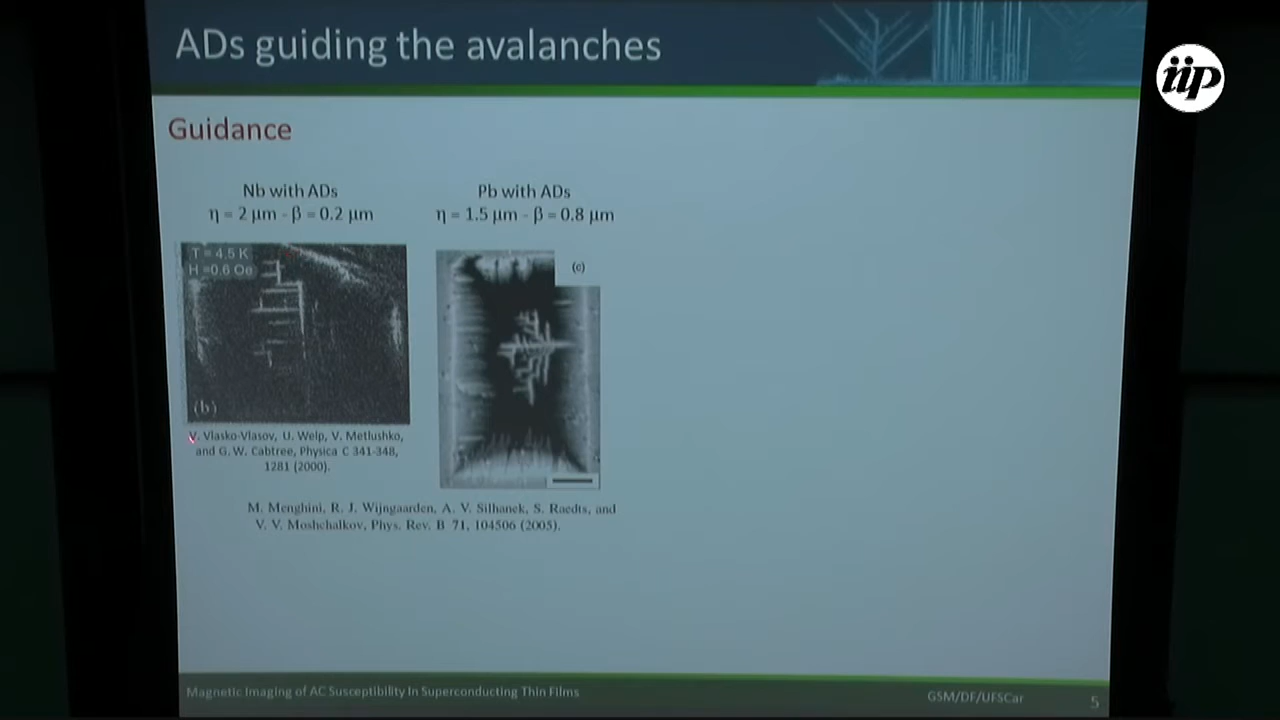 ADs guiding the avalanches
iip
Guidance
Nb with ADs
η = 2 μm - β = 0.2 μm
Pb with ADs
η = 1.5 μm - β = 0.8 μm
T = 4.5 K
H =0.6 Oe
(b)
(c)
V. Vlasko-Vlasov, U. Welp, V. Metlushko,
and G. W. Cabtree, Physica C 341-348,
1281 (2000).
M. Menghini, R. J. Wijngaarden, A. V. Silhanek, S. Raedts, and
V. V. Moshchalkov, Phys. Rev. B 71, 104506 (2005).
Magnetic Imaging of AC Susceptibility In Superconducting Thin Films
GSM/DF/UFSCar
5